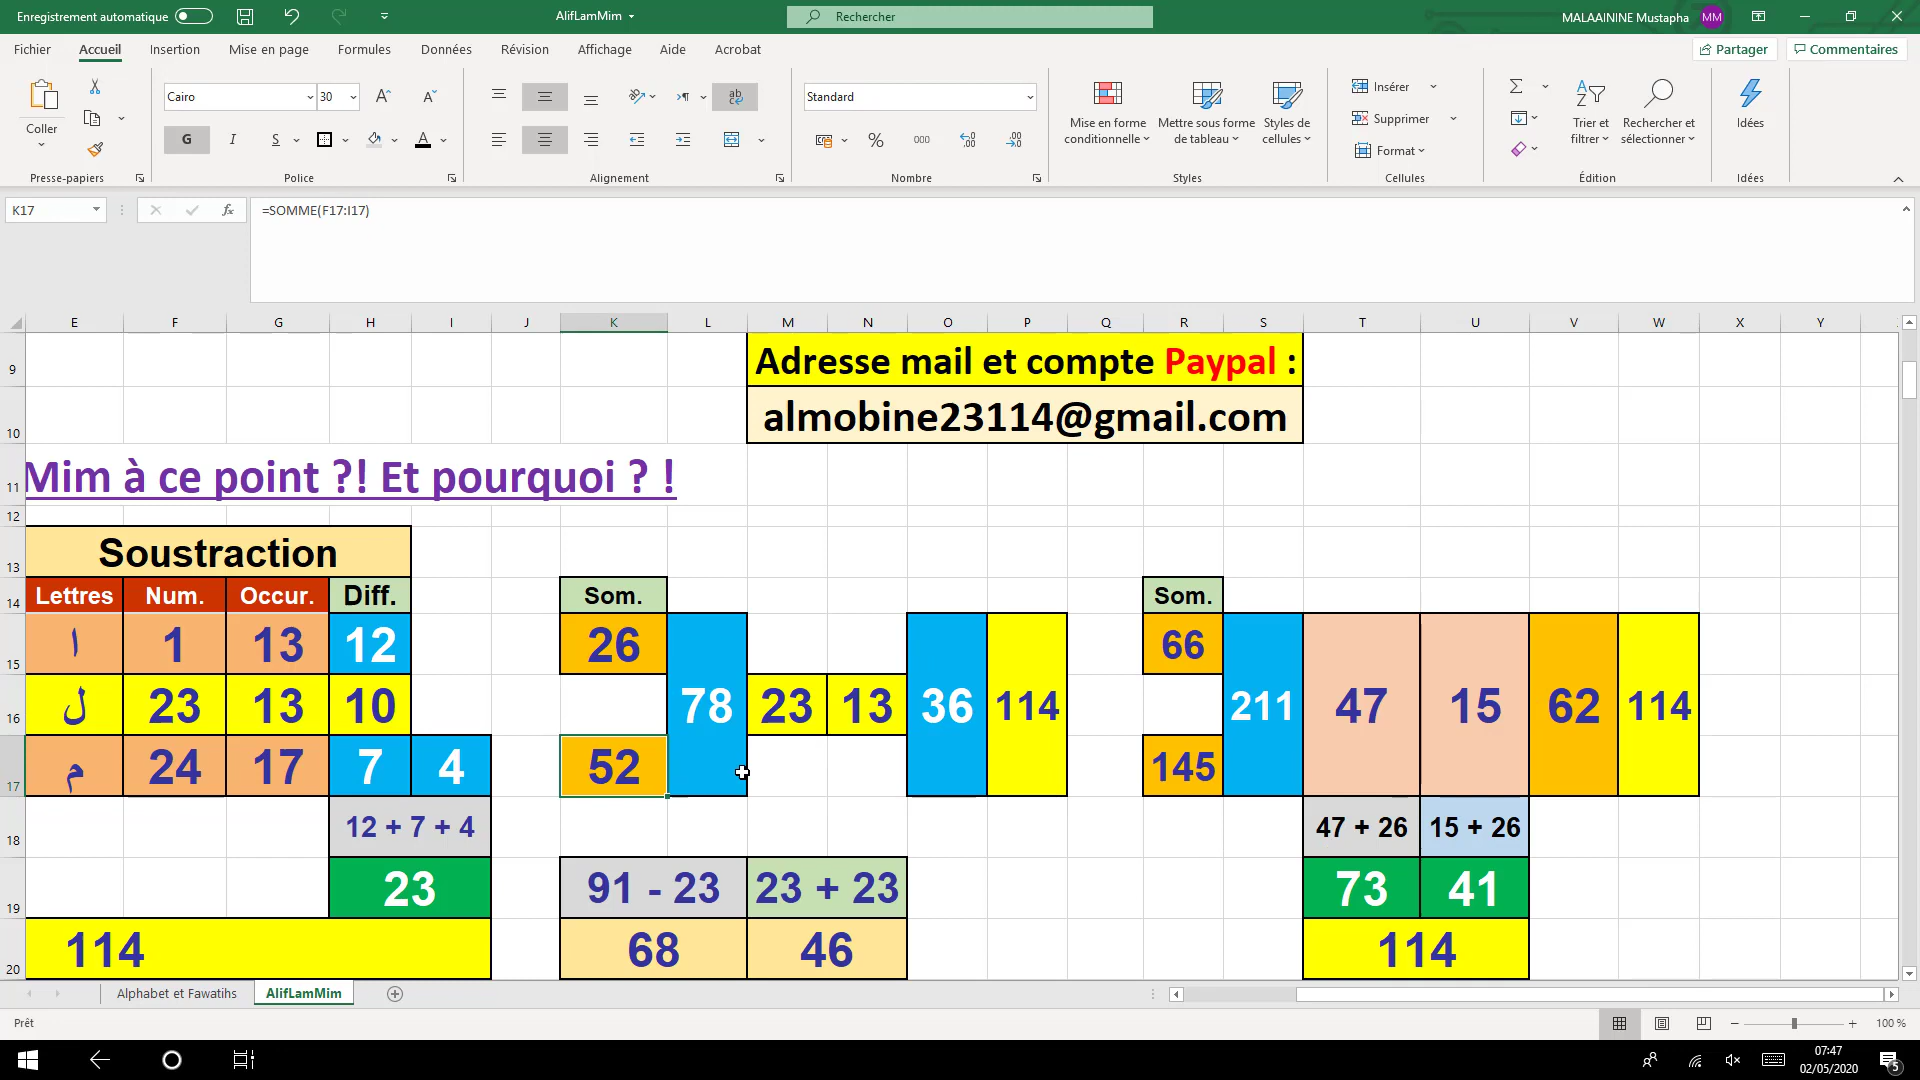 Enregistrement automatique
AlifLamMim
Rechercher
MALAAININE Mustapha
MM
Fichier Accueil Insertion Mise en page Formules Données Révision Affichage Aide Acrobat
Partager
Commentaires
Coller
Presse-papiers
Cairo
30
G I S
Police
Alignement
Standard
% 000
Nombre
Mise en forme conditionnelle
Mettre sous forme de tableau
Styles de cellules
Styles
Insérer
Supprimer
Format
Cellules
Trier et filtrer
Rechercher et sélectionner
Édition
Idées
Idées
K17
fx
=SOMME(F17:I17)
E F G H I J K L M N O P Q R S T U V W X Y
9
Adresse mail et compte Paypal :
10
almobine23114@gmail.com
11
Mim à ce point ?! Et pourquoi ? !
12
13
Soustraction
14
Lettres Num. Occur. Diff. Som. Som.
15
ا 1 13 12 26 66
16
ل 23 13 10 78 23 13 36 114 211 47 15 62 114
17
م 24 17 7 4 52 145
18
12 + 7 + 4 47 + 26 15 + 26
19
23 91 - 23 23 + 23 73 41
20
114 68 46 114
Alphabet et Fawatihs
AlifLamMim
Prêt
100 %
07:47
02/05/2020
5